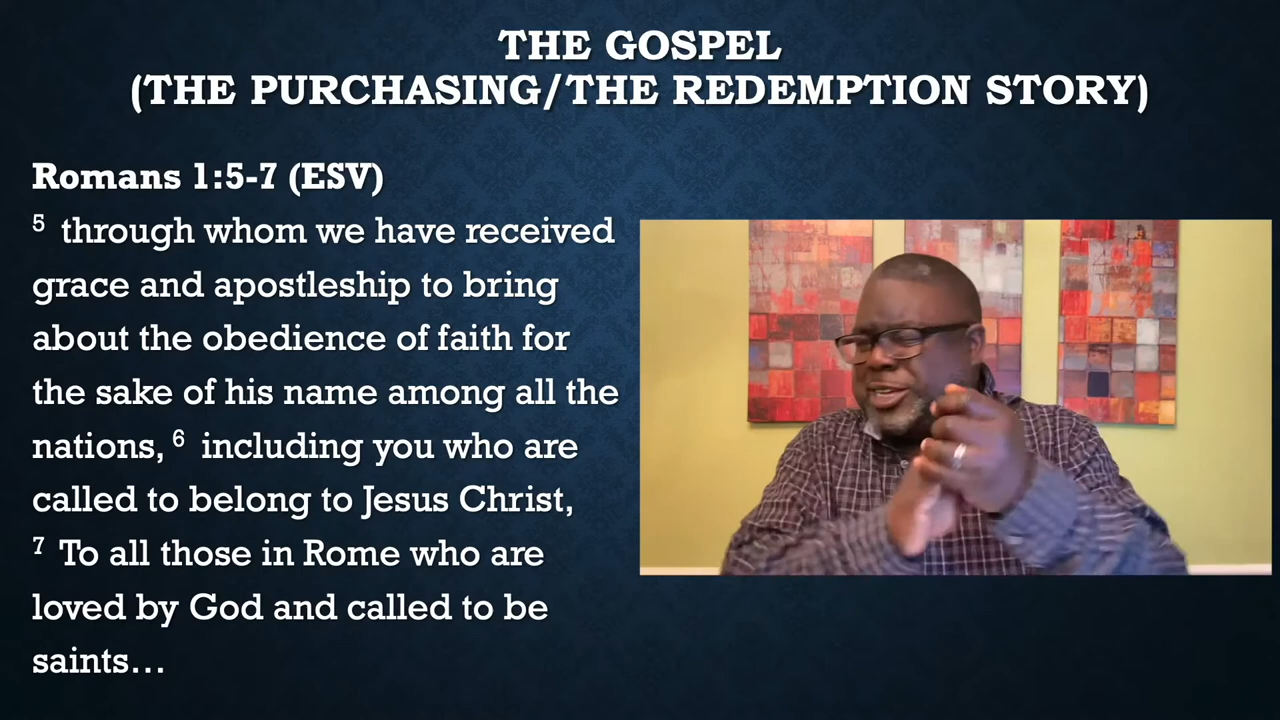 THE GOSPEL
(THE PURCHASING/THE REDEMPTION STORY)
Romans 1:5-7 (ESV)
5 through whom we have received
grace and apostleship to bring
about the obedience of faith for
the sake of his name among all the
nations, 6 including you who are
called to belong to Jesus Christ,
7 To all those in Rome who are
loved by God and called to be
saints…